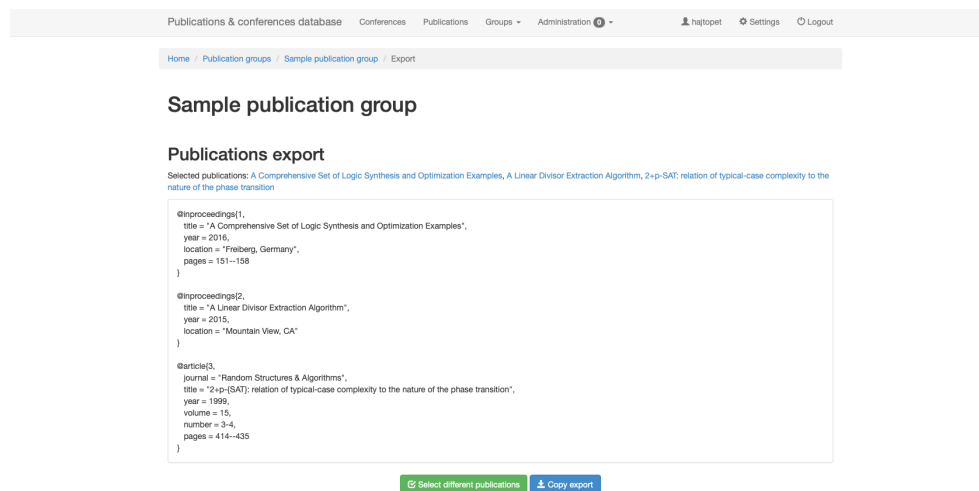 Publications & conferences database Conferences Publications Groups Administration 0 hajtopet Settings Logout
Home / Publication groups / Sample publication group / Export
Sample publication group
Publications export
Selected publications: A Comprehensive Set of Logic Synthesis and Optimization Examples, A Linear Divisor Extraction Algorithm, 2+p-SAT: relation of typical-case complexity to the
nature of the phase transition
@inproceedings{1,
title = "A Comprehensive Set of Logic Synthesis and Optimization Examples",
year = 2016,
location = "Freiberg, Germany",
pages = 151--158
}
@inproceedings{2,
title = "A Linear Divisor Extraction Algorithm",
year = 2015,
location = "Mountain View, CA"
}
@article{3,
journal = "Random Structures & Algorithms",
title = "2+p-{SAT}: relation of typical-case complexity to the nature of the phase transition",
year = 1999,
volume = 15,
number = 3-4,
pages = 414--435
}
Select different publications Copy export